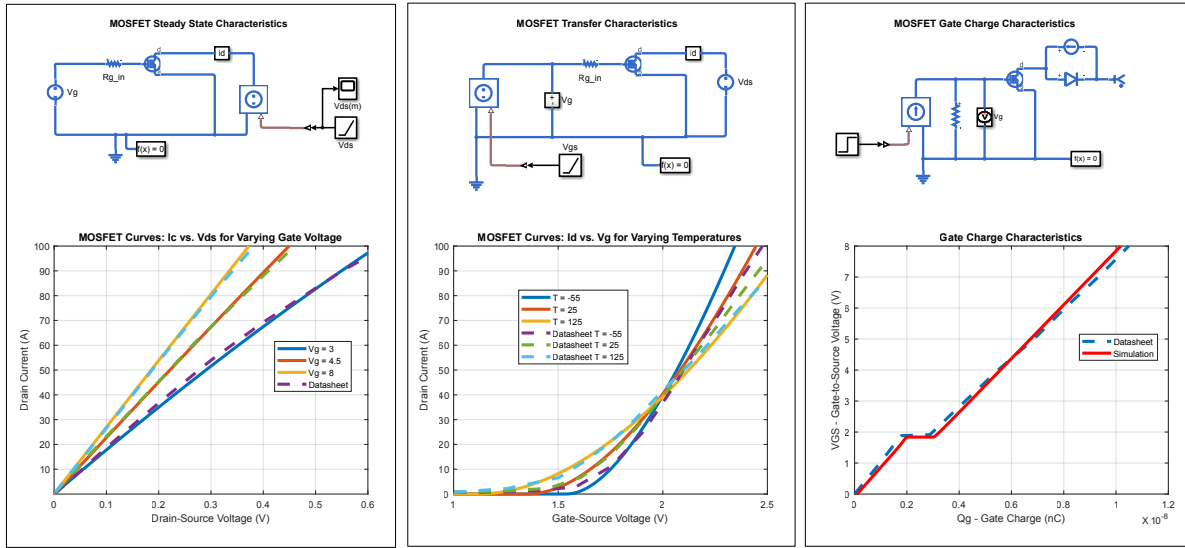 MOSFET Steady State Characteristics
d
id
Rg_in
Vg
Vds(m)
f(x) = 0
Vds
MOSFET Curves: Ic vs. Vds for Varying Gate Voltage
Drain Current (A)
100
90
80
70
60
50
40
30
20
10
0
Vg = 3
Vg = 4.5
Vg = 8
Datasheet
0 0.1 0.2 0.3 0.4 0.5 0.6
Drain-Source Voltage (V)
MOSFET Transfer Characteristics
d
id
Rg_in
Vg
Vds
Vgs
f(x) = 0
MOSFET Curves: Id vs. Vg for Varying Temperatures
Drain Current (A)
100
90
80
70
60
50
40
30
20
10
0
T = -55
T = 25
T = 125
Datasheet T = -55
Datasheet T = 25
Datasheet T = 125
1 1.5 2 2.5
Gate-Source Voltage (V)
MOSFET Gate Charge Characteristics
d
V
Vg
f(x) = 0
Gate Charge Characteristics
VGS - Gate-to-Source Voltage (V)
8
7
6
5
4
3
2
1
0
Datasheet
Simulation
0 0.2 0.4 0.6 0.8 1 1.2
Qg - Gate Charge (nC)
X 10⁻⁸